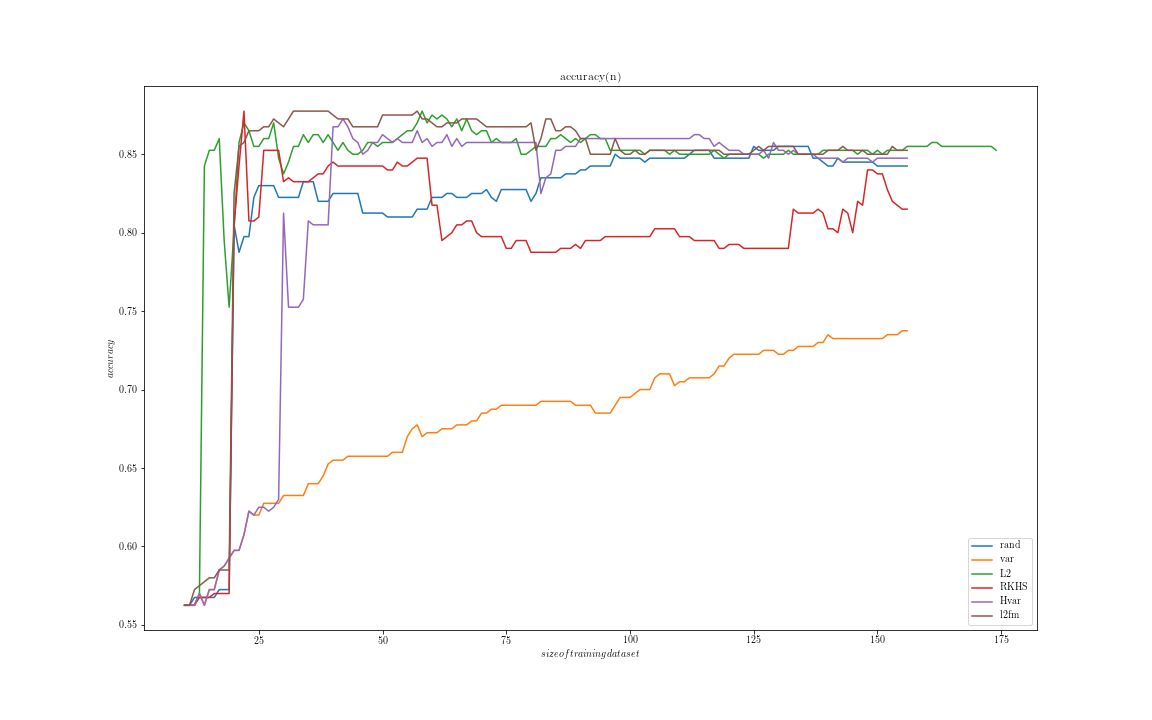 accuracy(n)
accuracy
0.85
0.80
0.75
0.70
0.65
0.60
0.55
25
50
75
100
125
150
175
sizeoftrainingdataset
rand
var
L2
RKHS
Hvar
l2fm